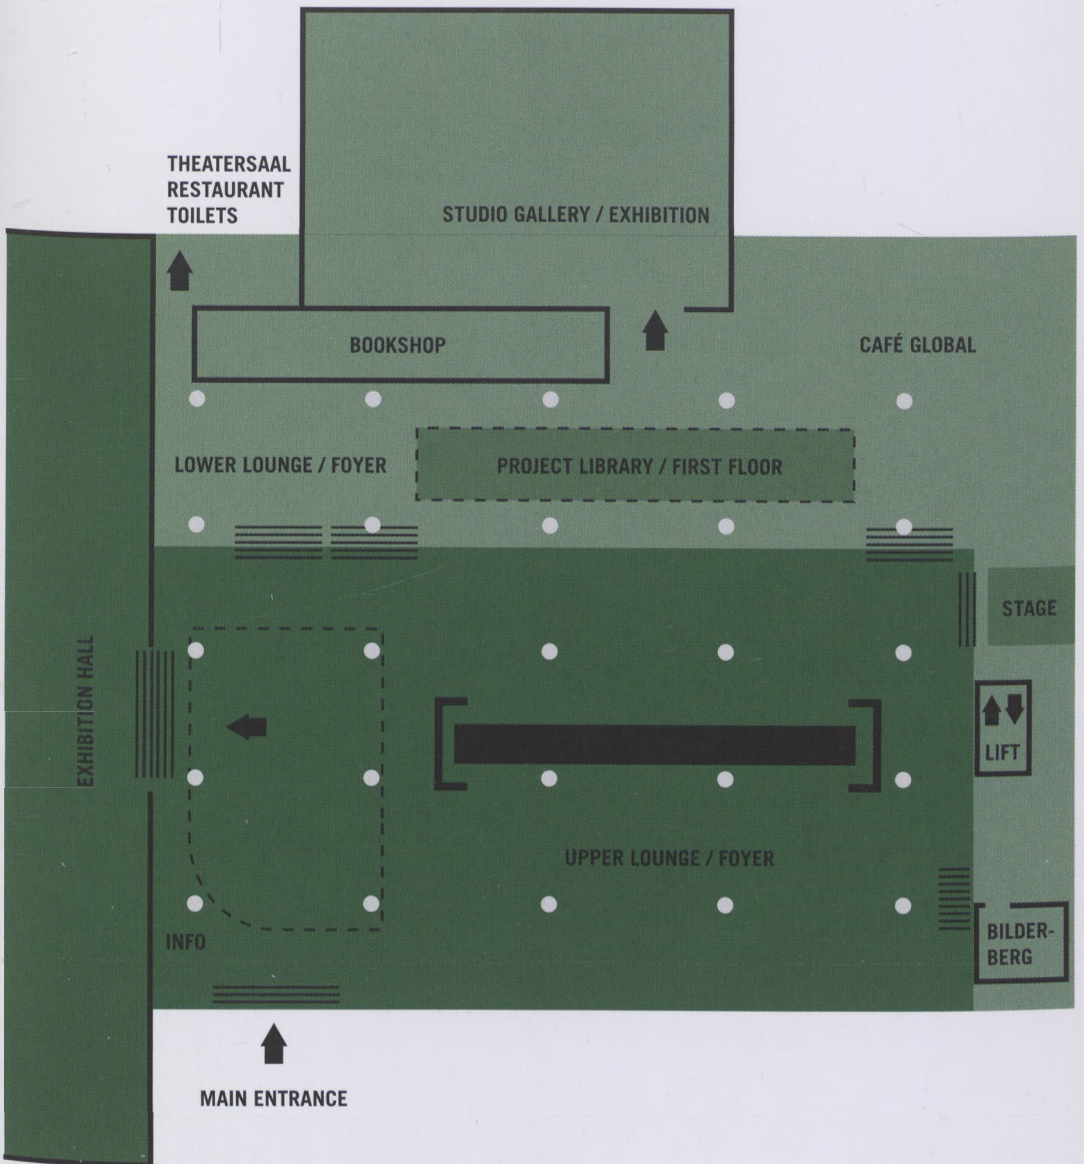 THEATERSAAL
RESTAURANT
TOILETS
STUDIO GALLERY / EXHIBITION
BOOKSHOP
CAFÉ GLOBAL
LOWER LOUNGE / FOYER
PROJECT LIBRARY / FIRST FLOOR
STAGE
EXHIBITION HALL
LIFT
UPPER LOUNGE / FOYER
INFO
BILDER-
BERG
MAIN ENTRANCE